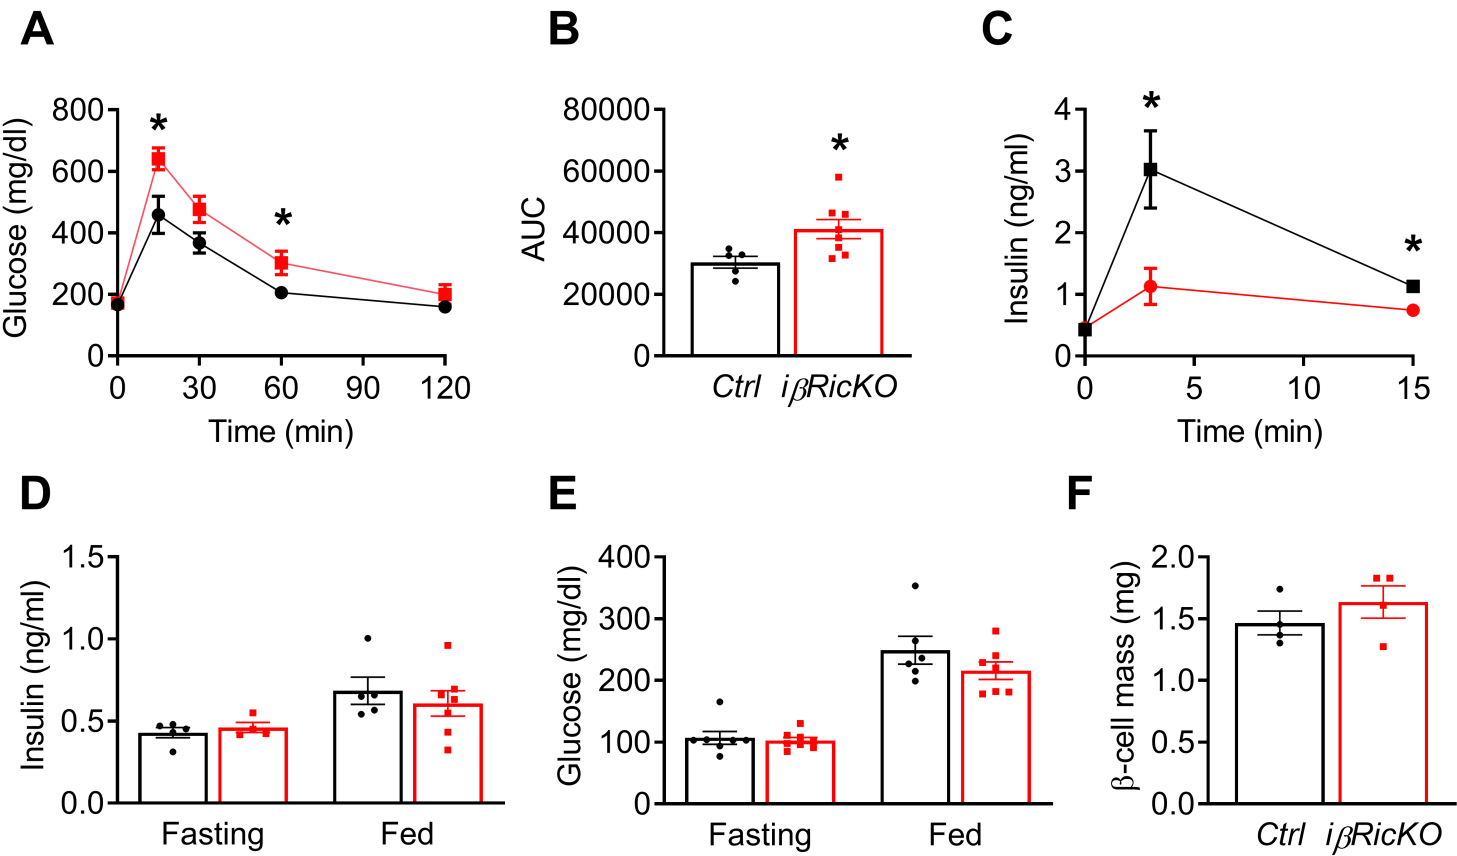 A
B
C
Glucose (mg/dl)
800
600
400
200
0
*
*
0 30 60 90 120
Time (min)
AUC
80000
60000
40000
20000
0
*
Ctrl iβRicKO
Insulin (ng/ml)
4
3
2
1
0
*
*
0 5 10 15
Time (min)
D
E
F
Insulin (ng/ml)
1.5
1.0
0.5
0.0
Fasting Fed
Glucose (mg/dl)
400
300
200
100
0
Fasting Fed
β-cell mass (mg)
2.0
1.5
1.0
0.5
0.0
Ctrl iβRicKO